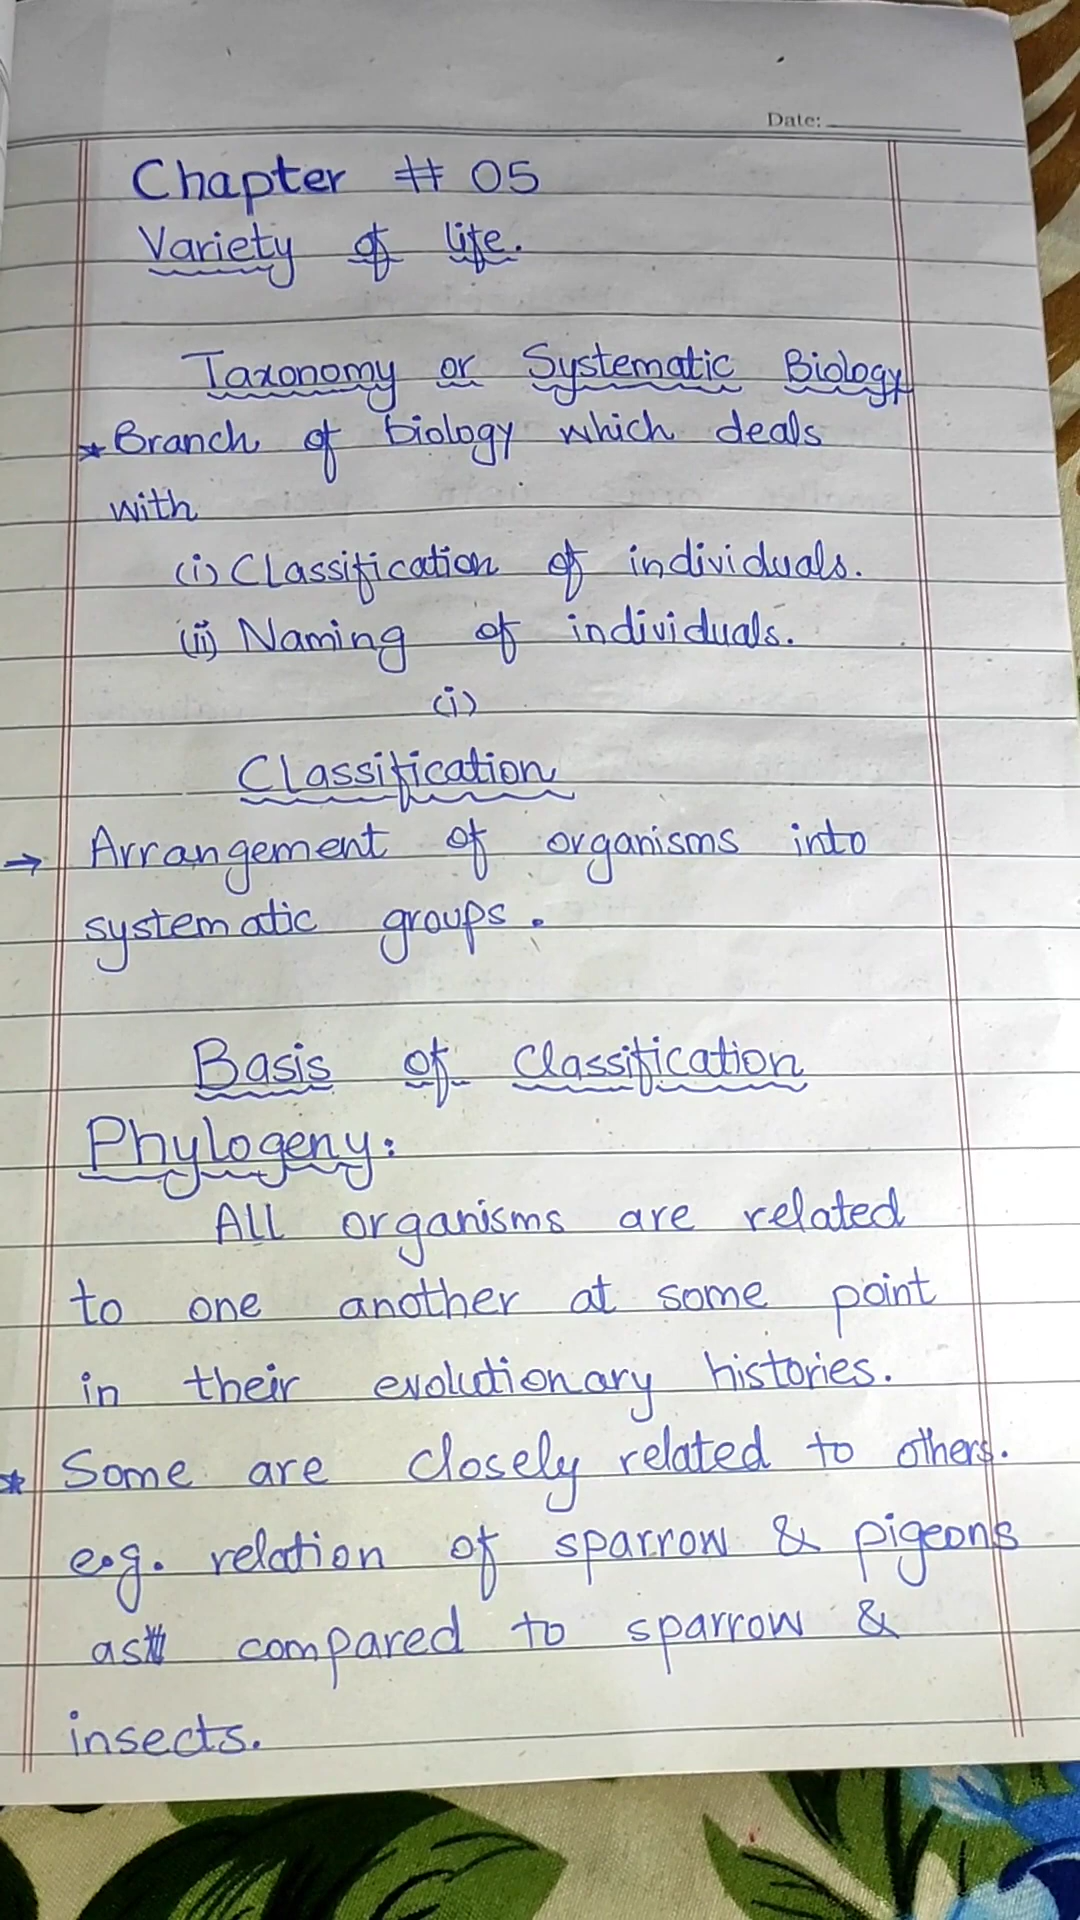 Date:
Chapter # 05
Variety of life.
Taxonomy or Systematic Biology
* Branch of biology which deals
with
(i) Classification of individuals.
(ii) Naming of individuals.
(i)
Classification
→ Arrangement of organisms into
systematic groups.
Basis of Classification
Phylogeny:
All organisms are related
to one another at some point
in their evolutionary histories.
* Some are closely related to others.
e.g. relation of sparrow & pigeons
as compared to sparrow &
insects.